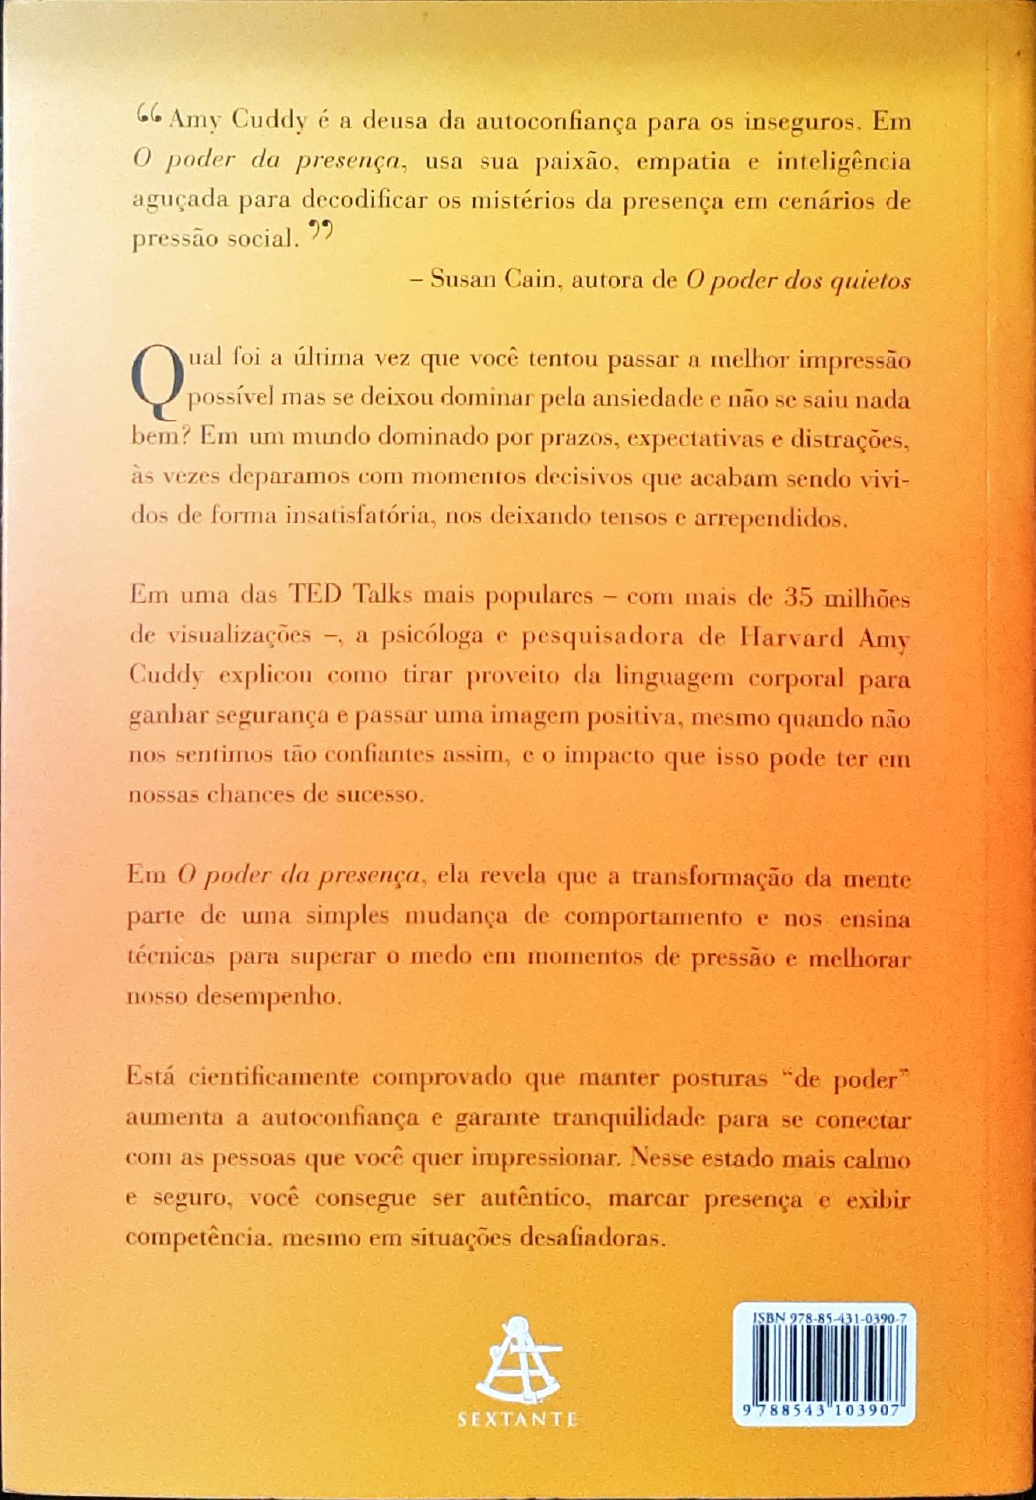 “ Amy Cuddy é a deusa da autoconfiança para os inseguros. Em
O poder da presença, usa sua paixão, empatia e inteligência
aguçada para decodificar os mistérios da presença em cenários de
pressão social. ”
– Susan Cain, autora de O poder dos quietos
Qual foi a última vez que você tentou passar a melhor impressão
possível mas se deixou dominar pela ansiedade e não se saiu nada
bem? Em um mundo dominado por prazos, expectativas e distrações,
às vezes deparamos com momentos decisivos que acabam sendo vivi-
dos de forma insatisfatória, nos deixando tensos e arrependidos.
Em uma das TED Talks mais populares – com mais de 35 milhões
de visualizações –, a psicóloga e pesquisadora de Harvard Amy
Cuddy explicou como tirar proveito da linguagem corporal para
ganhar segurança e passar uma imagem positiva, mesmo quando não
nos sentimos tão confiantes assim, e o impacto que isso pode ter em
nossas chances de sucesso.
Em O poder da presença, ela revela que a transformação da mente
parte de uma simples mudança de comportamento e nos ensina
técnicas para superar o medo em momentos de pressão e melhorar
nosso desempenho.
Está cientificamente comprovado que manter posturas “de poder”
aumenta a autoconfiança e garante tranquilidade para se conectar
com as pessoas que você quer impressionar. Nesse estado mais calmo
e seguro, você consegue ser autêntico, marcar presença e exibir
competência, mesmo em situações desafiadoras.
SEXTANTE
ISBN 978-85-431-0390-7
9 788543 103907